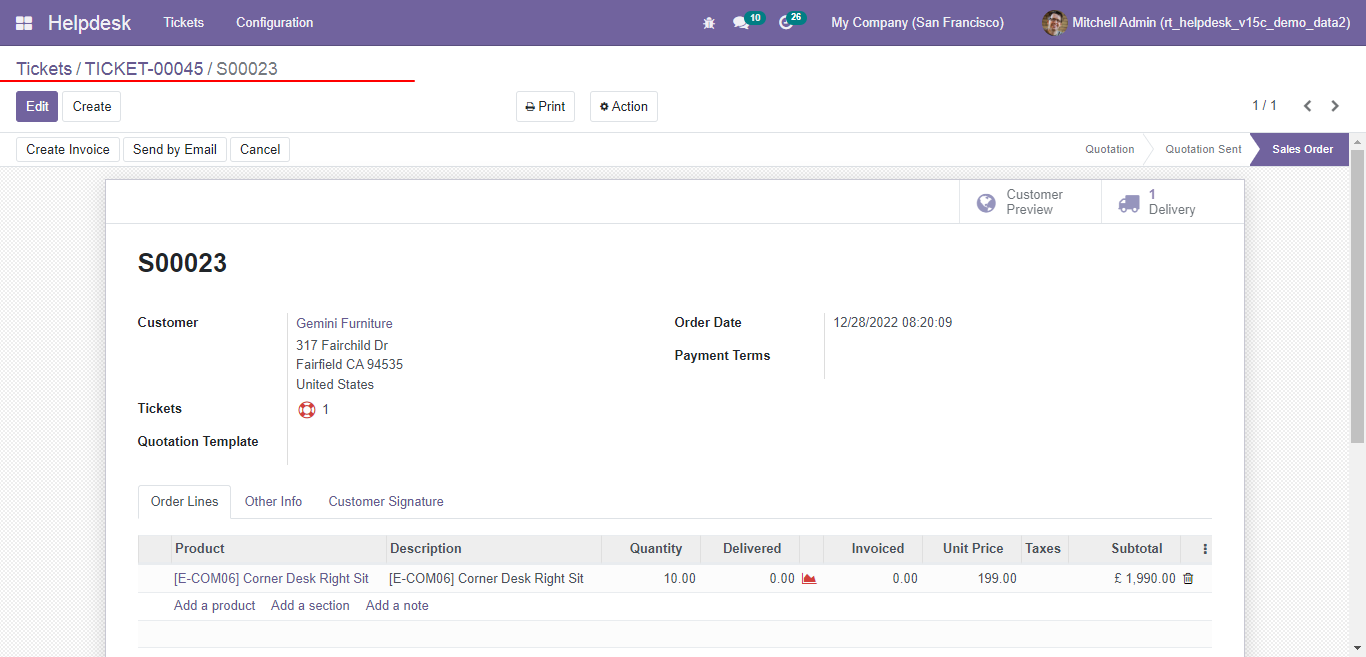 Helpdesk Tickets Configuration 10 26 My Company (San Francisco) Mitchell Admin (rt_helpdesk_v15c_demo_data2)
Tickets / TICKET-00045 / S00023
Edit Create Print Action 1 / 1
Create Invoice Send by Email Cancel Quotation Quotation Sent Sales Order
Customer Preview 1 Delivery
S00023
Customer Gemini Furniture Order Date 12/28/2022 08:20:09
317 Fairchild Dr
Payment Terms
Fairfield CA 94535
United States
Tickets 1
Quotation Template
Order Lines Other Info Customer Signature
Product Description Quantity Delivered Invoiced Unit Price Taxes Subtotal
[E-COM06] Corner Desk Right Sit [E-COM06] Corner Desk Right Sit 10.00 0.00 0.00 199.00 £ 1,990.00
Add a product Add a section Add a note